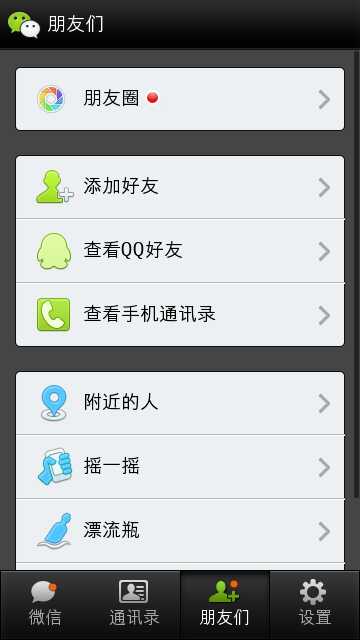 朋友们
朋友圈
添加好友
查看QQ好友
查看手机通讯录
附近的人
摇一摇
漂流瓶
微信
通讯录
朋友们
设置